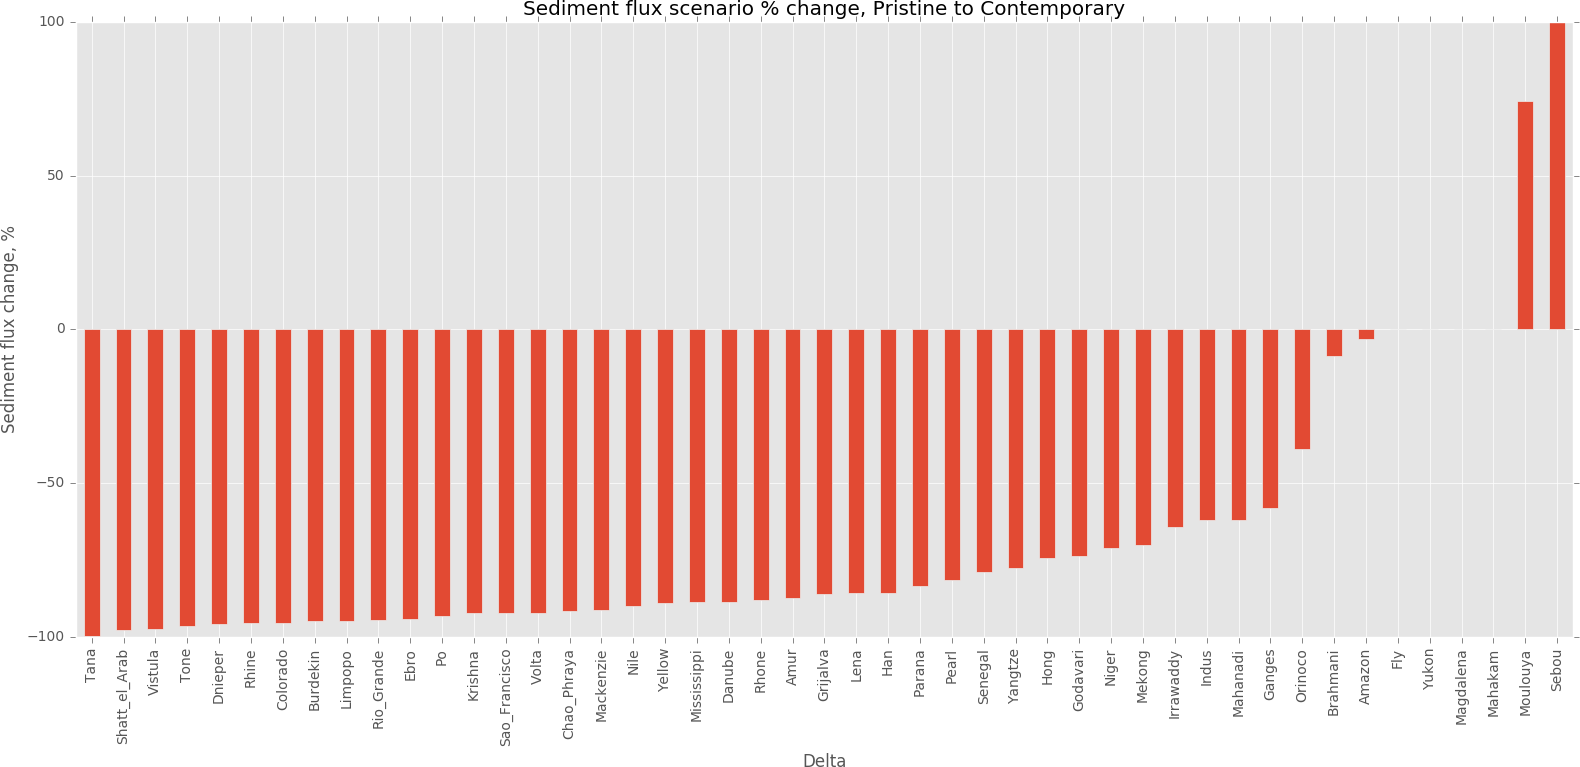 Sediment flux scenario % change, Pristine to Contemporary
100
50
0
−50
−100
Sediment flux change, %
Tana
Shatt_el_Arab
Vistula
Tone
Dnieper
Rhine
Colorado
Burdekin
Limpopo
Rio_Grande
Ebro
Po
Krishna
Sao_Francisco
Volta
Chao_Phraya
Mackenzie
Nile
Yellow
Mississippi
Danube
Rhone
Amur
Grijalva
Lena
Han
Parana
Pearl
Senegal
Yangtze
Hong
Godavari
Niger
Mekong
Irrawaddy
Indus
Mahanadi
Ganges
Orinoco
Brahmani
Amazon
Fly
Yukon
Magdalena
Mahakam
Moulouya
Sebou
Delta